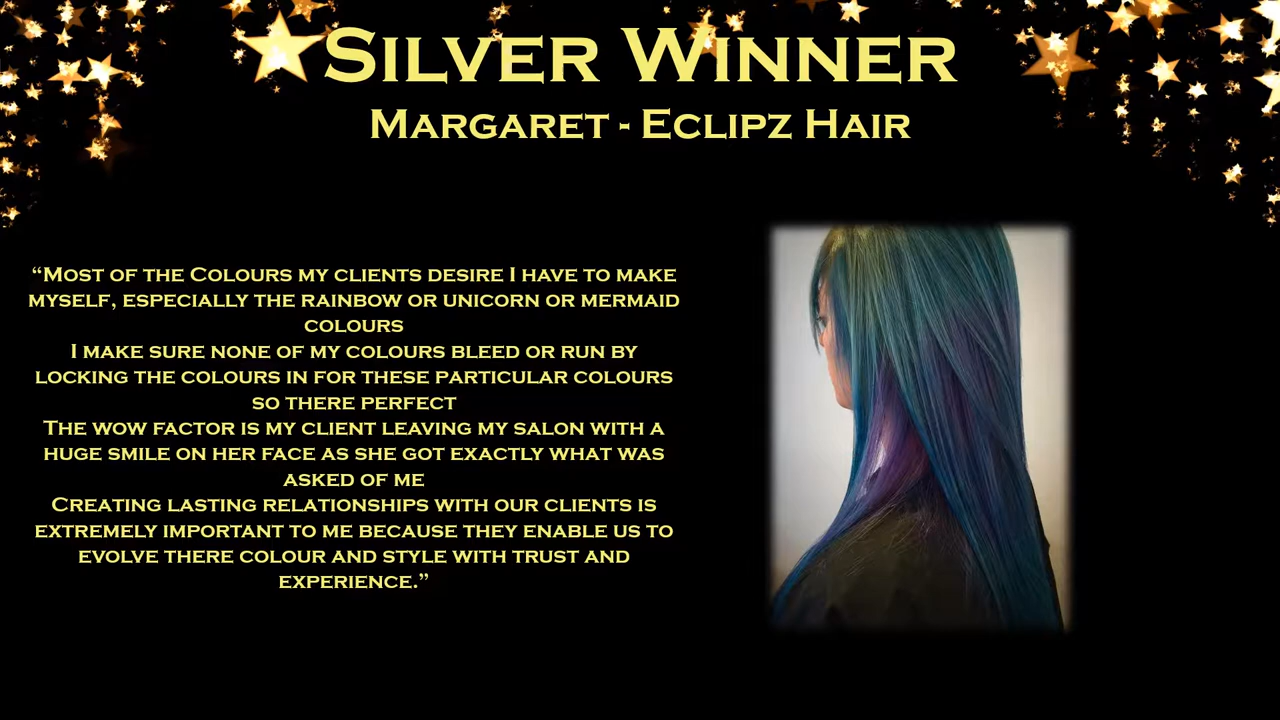 Silver Winner
Margaret - Eclipz Hair
“Most of the Colours my clients desire I have to make
myself, especially the rainbow or unicorn or mermaid
colours
I make sure none of my colours bleed or run by
locking the colours in for these particular colours
so there perfect
The wow factor is my client leaving my salon with a
huge smile on her face as she got exactly what was
asked of me
Creating lasting relationships with our clients is
extremely important to me because they enable us to
evolve there colour and style with trust and
experience.”